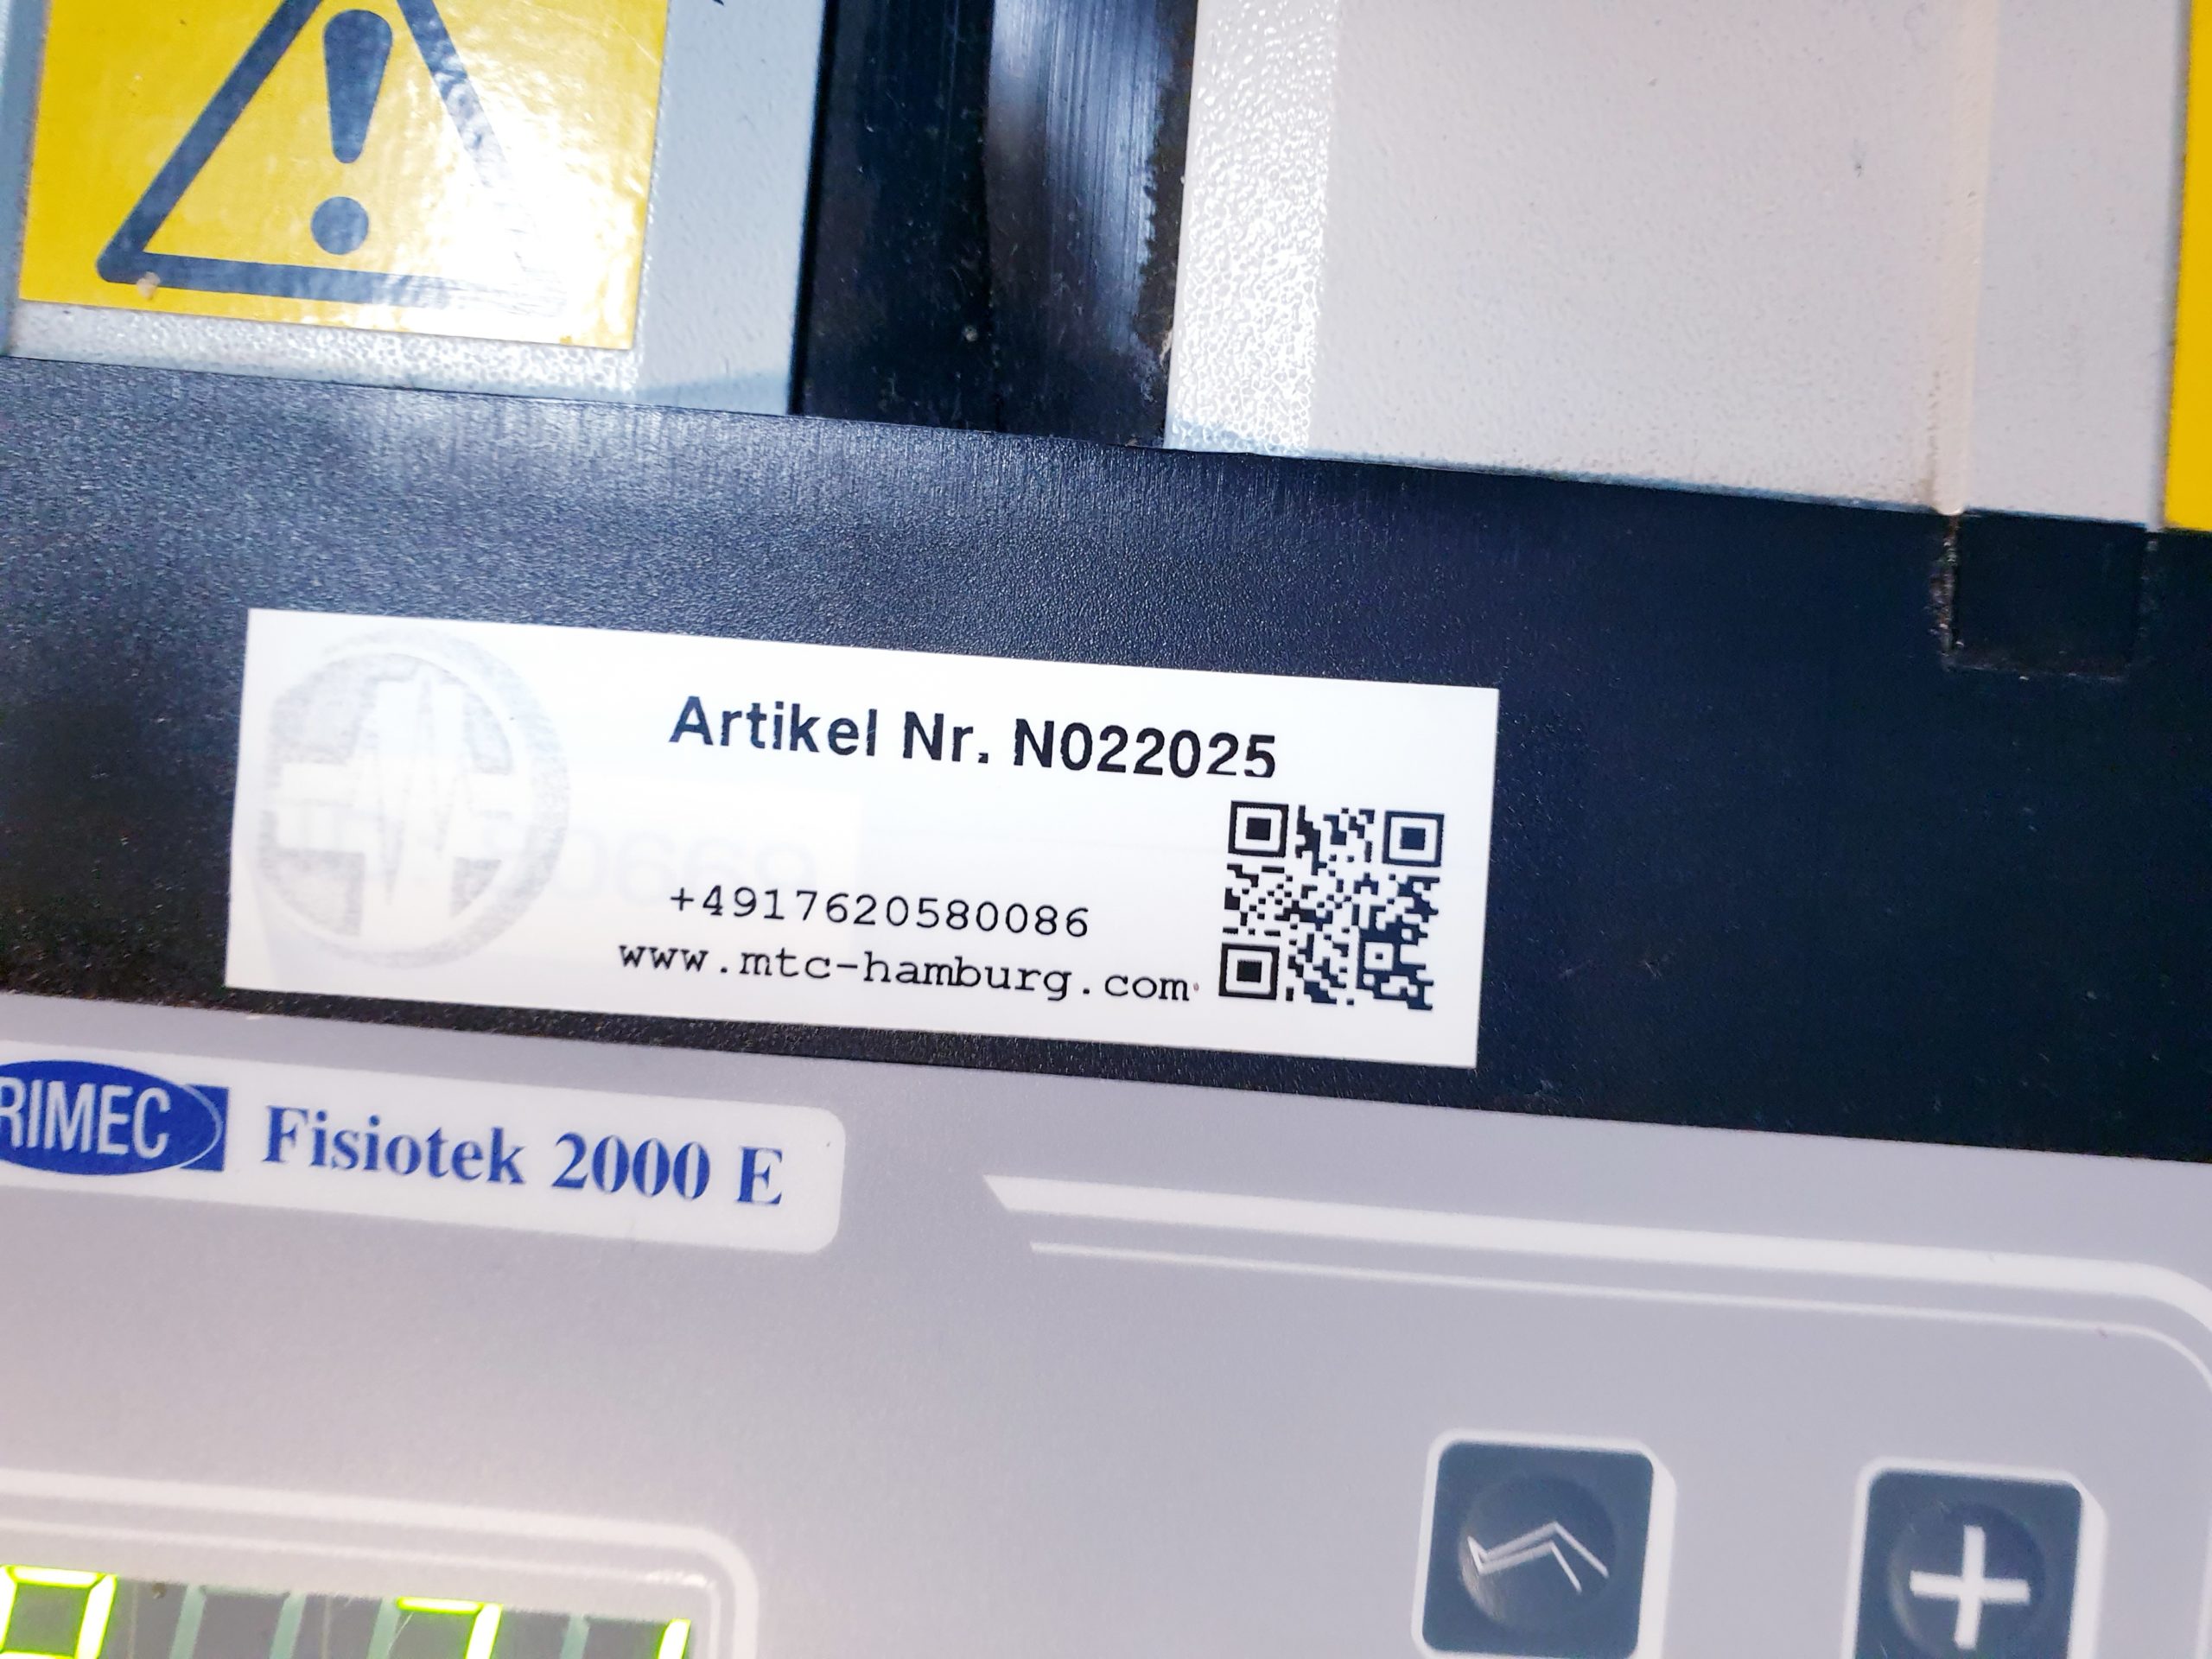 Artikel Nr. N022025
+4917620580086
www.mtc-hamburg.com
RIMEC
Fisiotek 2000 E